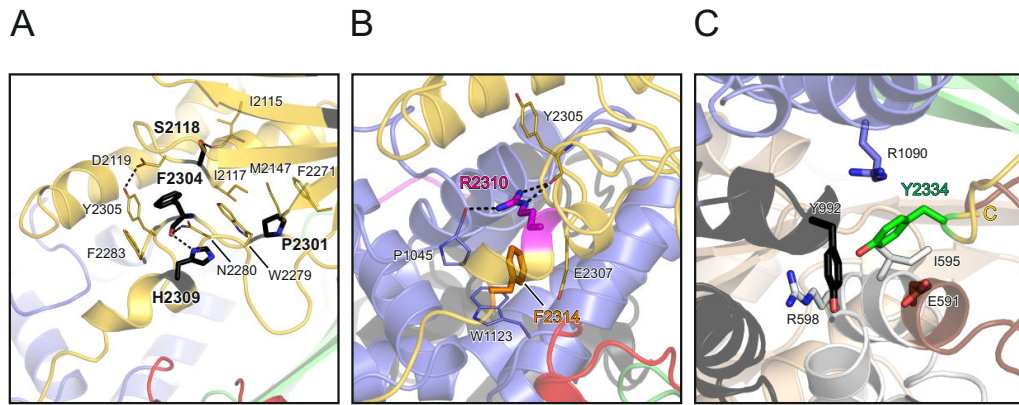 A
B
C
I2115
S2118
D2119
I2117
M2147
F2271
F2304
Y2305
F2283
P2301
N2280
W2279
H2309
Y2305
R2310
P1045
E2307
F2314
W1123
R1090
Y2334
Y992
C
I595
R598
E591